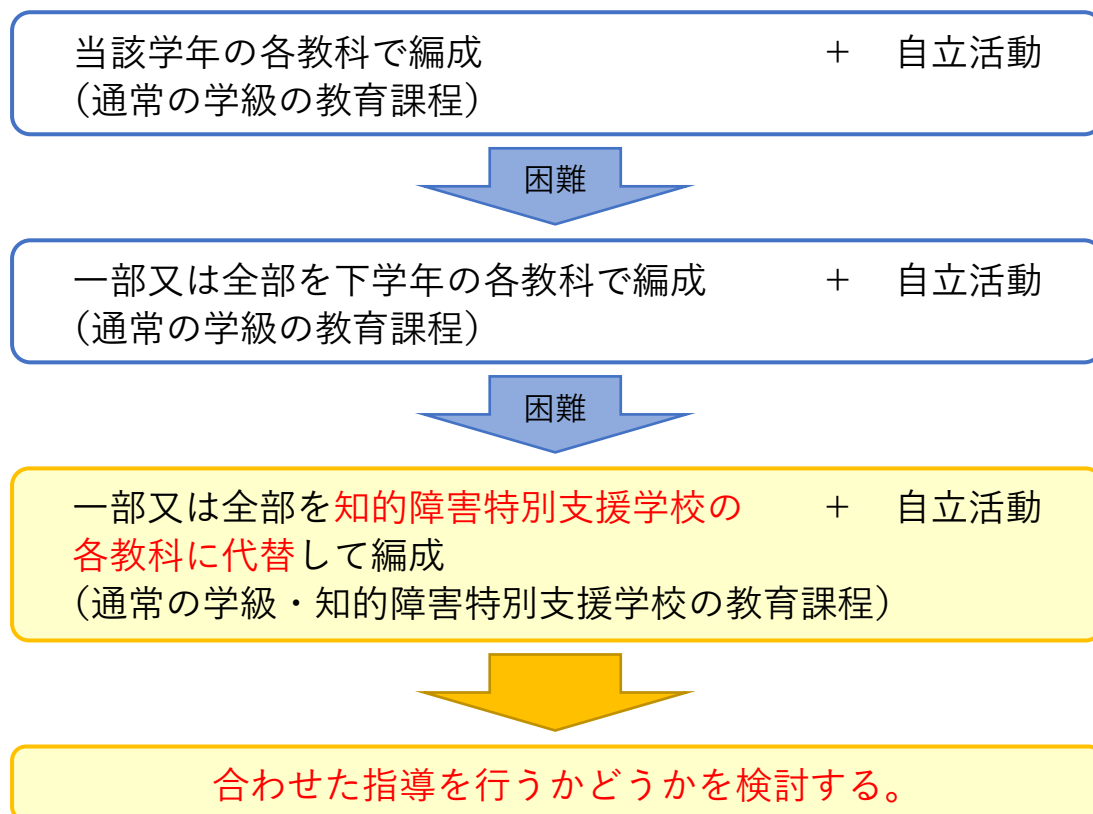 当該学年の各教科で編成 + 自立活動
（通常の学級の教育課程）
困難
一部又は全部を下学年の各教科で編成 + 自立活動
（通常の学級の教育課程）
困難
一部又は全部を知的障害特別支援学校の + 自立活動
各教科に代替して編成
（通常の学級・知的障害特別支援学校の教育課程）
合わせた指導を行うかどうかを検討する。